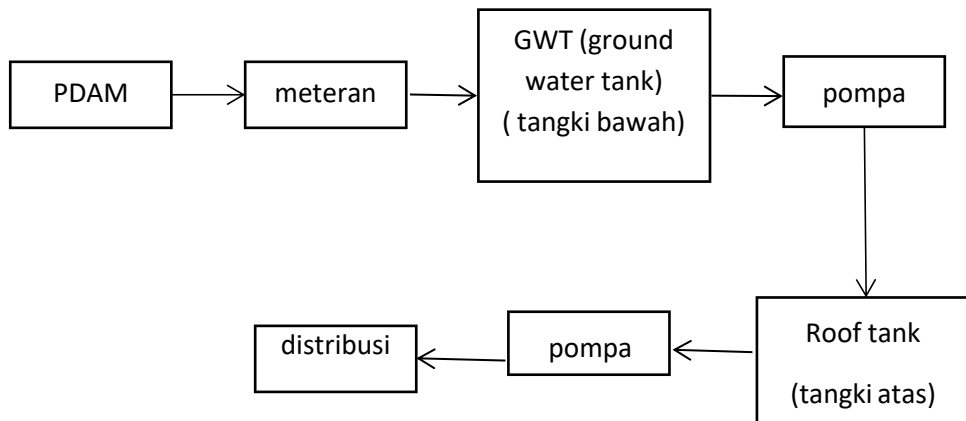 PDAM
meteran
GWT (ground
water tank)
( tangki bawah)
pompa
Roof tank
(tangki atas)
pompa
distribusi